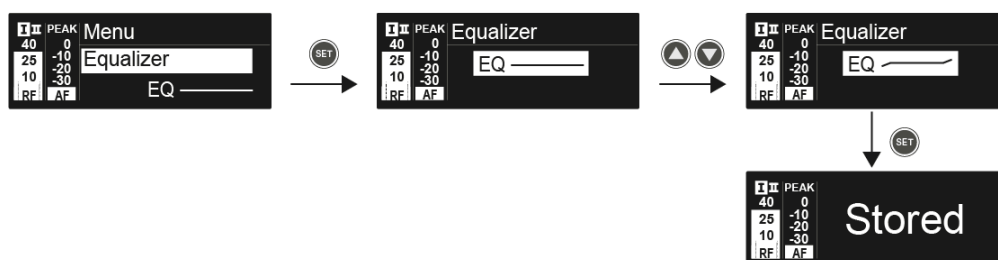 I II PEAK Menu
40 0
25 -10
10 -20
-30
RF AF
Equalizer
EQ
SET
I II PEAK Equalizer
40 0
25 -10
10 -20
-30
RF AF
EQ
I II PEAK Equalizer
40 0
25 -10
10 -20
-30
RF AF
EQ
SET
I II PEAK
40 0
25 -10
10 -20
-30
RF AF
Stored